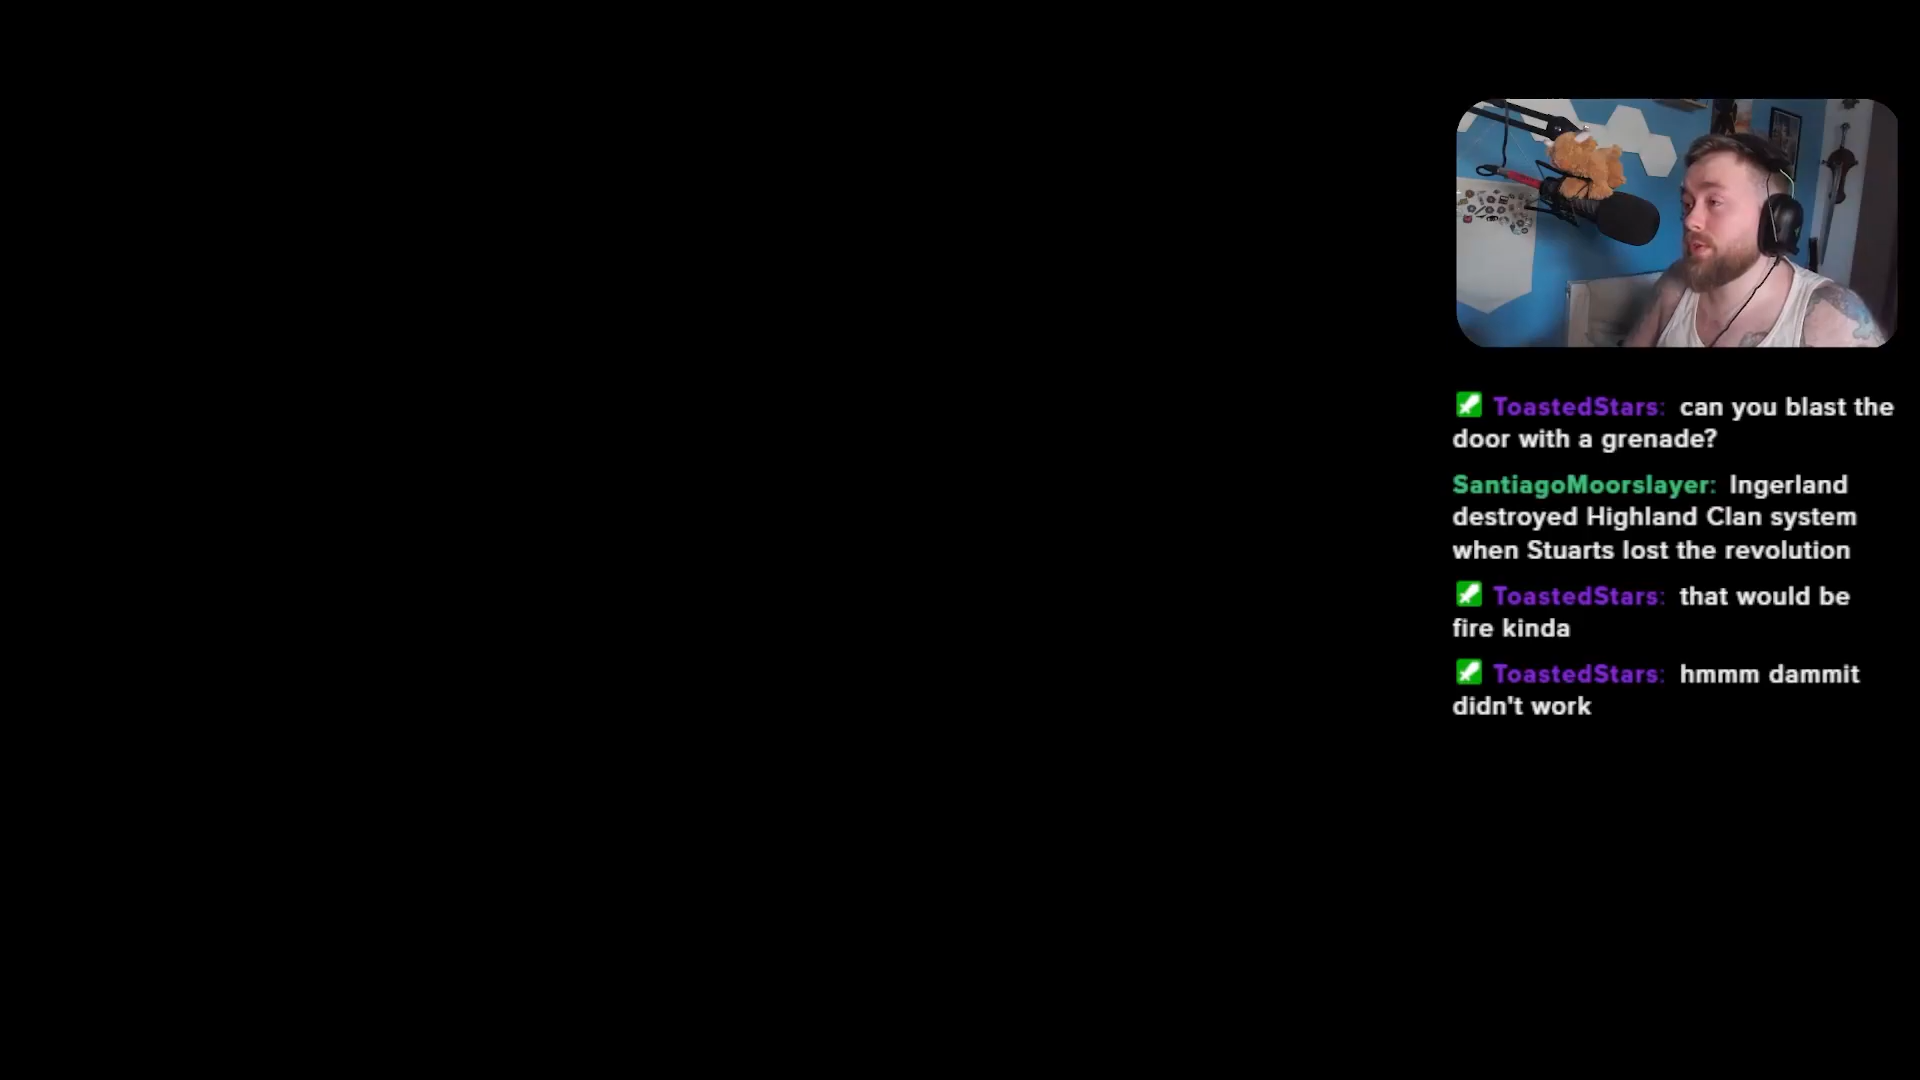 ToastedStars: can you blast the
door with a grenade?
SantiagoMoorslayer: Ingerland
destroyed Highland Clan system
when Stuarts lost the revolution
ToastedStars: that would be
fire kinda
ToastedStars: hmmm dammit
didn't work